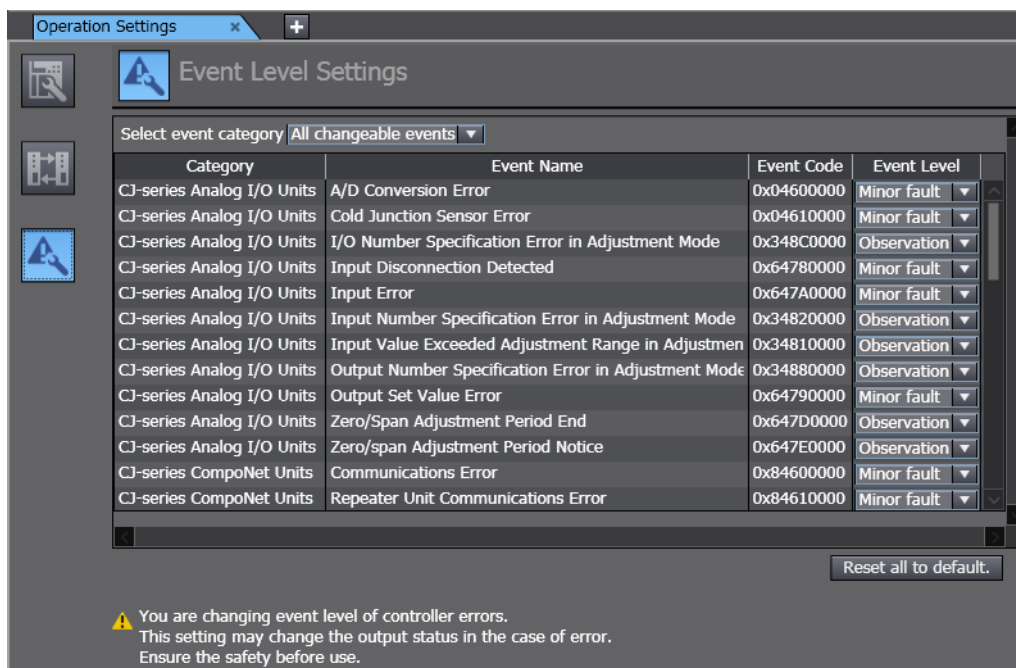 Operation Settings
Event Level Settings
Select event category All changeable events
Category Event Name Event Code Event Level
CJ-series Analog I/O Units A/D Conversion Error 0x04600000 Minor fault
CJ-series Analog I/O Units Cold Junction Sensor Error 0x04610000 Minor fault
CJ-series Analog I/O Units I/O Number Specification Error in Adjustment Mode 0x348C0000 Observation
CJ-series Analog I/O Units Input Disconnection Detected 0x64780000 Minor fault
CJ-series Analog I/O Units Input Error 0x647A0000 Minor fault
CJ-series Analog I/O Units Input Number Specification Error in Adjustment Mode 0x34820000 Observation
CJ-series Analog I/O Units Input Value Exceeded Adjustment Range in Adjustmen 0x34810000 Observation
CJ-series Analog I/O Units Output Number Specification Error in Adjustment Mode 0x34880000 Observation
CJ-series Analog I/O Units Output Set Value Error 0x64790000 Minor fault
CJ-series Analog I/O Units Zero/Span Adjustment Period End 0x647D0000 Observation
CJ-series Analog I/O Units Zero/span Adjustment Period Notice 0x647E0000 Observation
CJ-series CompoNet Units Communications Error 0x84600000 Minor fault
CJ-series CompoNet Units Repeater Unit Communications Error 0x84610000 Minor fault
Reset all to default.
You are changing event level of controller errors.
This setting may change the output status in the case of error.
Ensure the safety before use.